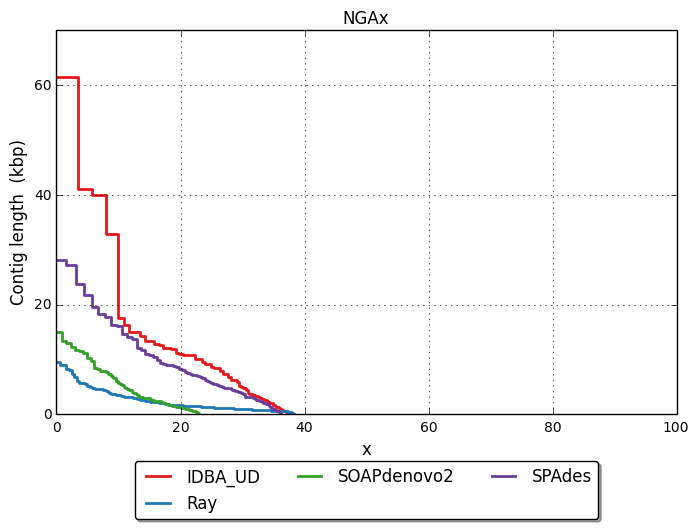 NGAx
Contig length (kbp)
60
40
20
0
0 20 40 60 80 100
x
IDBA_UD SOAPdenovo2 SPAdes
Ray